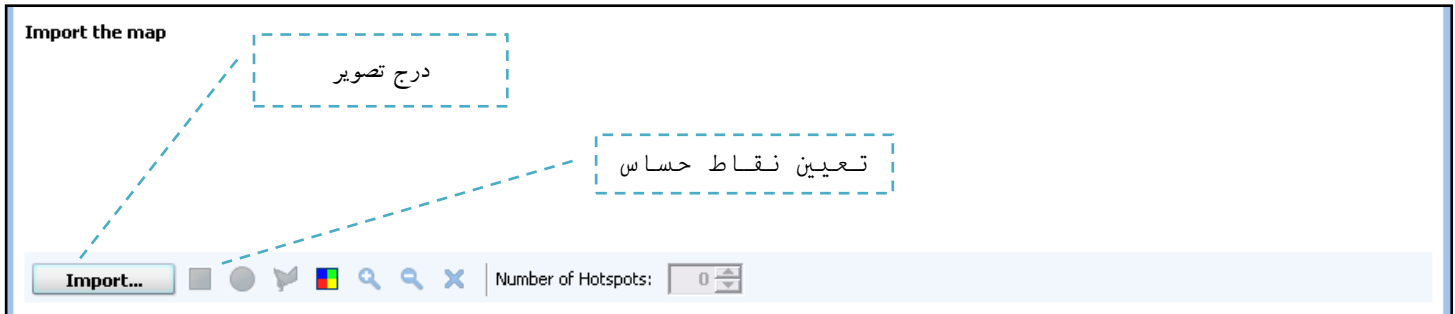 Import the map
درج تصویر
تعیین نقاط حساس
Import... Number of Hotspots: 0